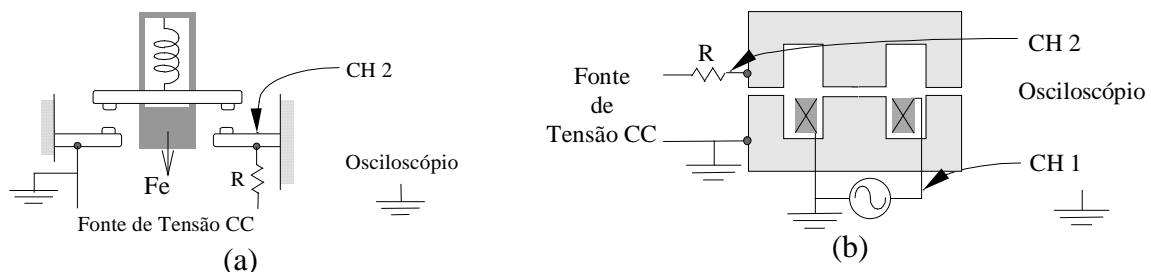 CH 2
Fe
R
Osciloscópio
Fonte de Tensão CC
(a)
R
Fonte
de
Tensão CC
CH 2
Osciloscópio
CH 1
(b)